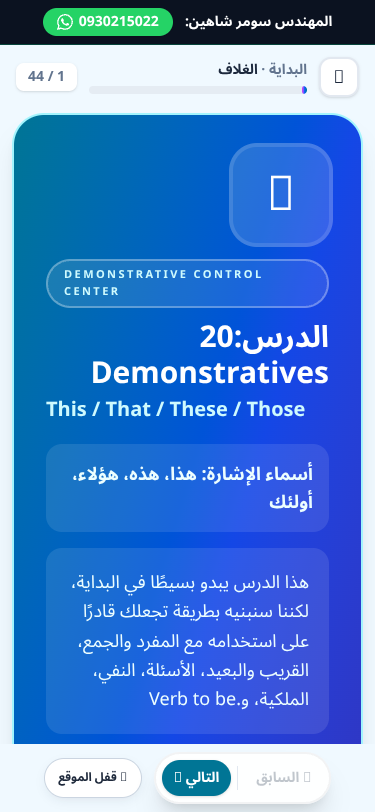 المهندس سومر شاهين: 0930215022
البداية · الغلاف
44 / 1
DEMONSTRATIVE CONTROL
CENTER
الدرس:20
Demonstratives
This / That / These / Those
أسماء الإشارة: هذا، هذه، هؤلاء،
أولئك
هذا الدرس يبدو بسيطًا في البداية،
لكننا سنبنيه بطريقة تجعلك قادرًا
على استخدامه مع المفرد والجمع،
القريب والبعيد، الأسئلة، النفي،
الملكية، و.Verb to be
السابق
التالي
قفل الموقع